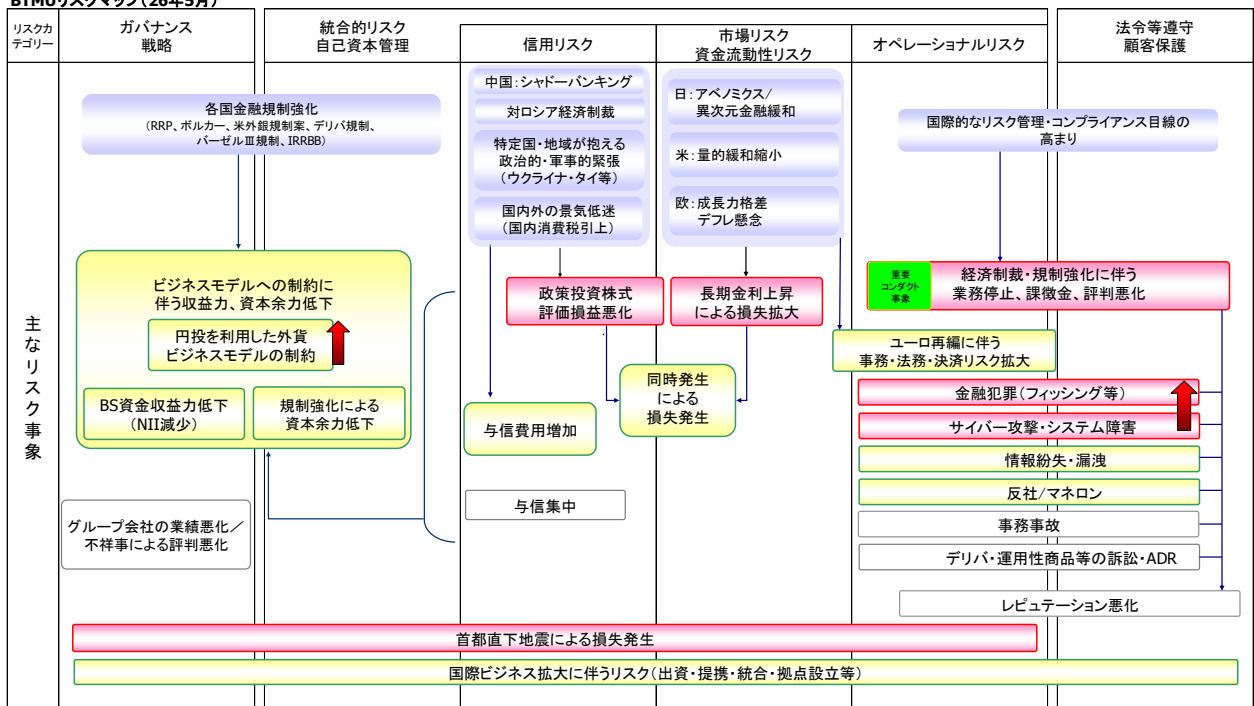 BTMUリスクマップ（26年5月）
リスクカ
テゴリー
ガバナンス
戦略
統合的リスク
自己資本管理
信用リスク
市場リスク
資金流動性リスク
オペレーショナルリスク
法令等遵守
顧客保護
主なリスク事象
各国金融規制強化
（RRP、ボルカー、米外銀規制案、デリバ規制、
バーゼルⅢ規制、IRRBB）
中国：シャドーバンキング
対ロシア経済制裁
特定国・地域が抱える
政治的・軍事的緊張
（ウクライナ・タイ等）
国内外の景気低迷
（国内消費税引上）
日：アベノミクス/
異次元金融緩和
米：量的緩和縮小
欧：成長力格差
デフレ懸念
国際的なリスク管理・コンプライアンス目線の
高まり
ビジネスモデルへの制約に
伴う収益力、資本余力低下
円投を利用した外貨
ビジネスモデルの制約
BS資金収益力低下
（NII減少）
規制強化による
資本余力低下
政策投資株式
評価損益悪化
長期金利上昇
による損失拡大
重要
コンダクト
事象
経済制裁・規制強化に伴う
業務停止、課徴金、評判悪化
ユーロ再編に伴う
事務・法務・決済リスク拡大
同時発生
による
損失発生
与信費用増加
金融犯罪（フィッシング等）
サイバー攻撃・システム障害
情報紛失・漏洩
反社/マネロン
与信集中
事務事故
グループ会社の業績悪化／
不祥事による評判悪化
デリバ・運用性商品等の訴訟・ADR
レピュテーション悪化
首都直下地震による損失発生
国際ビジネス拡大に伴うリスク（出資・提携・統合・拠点設立等）